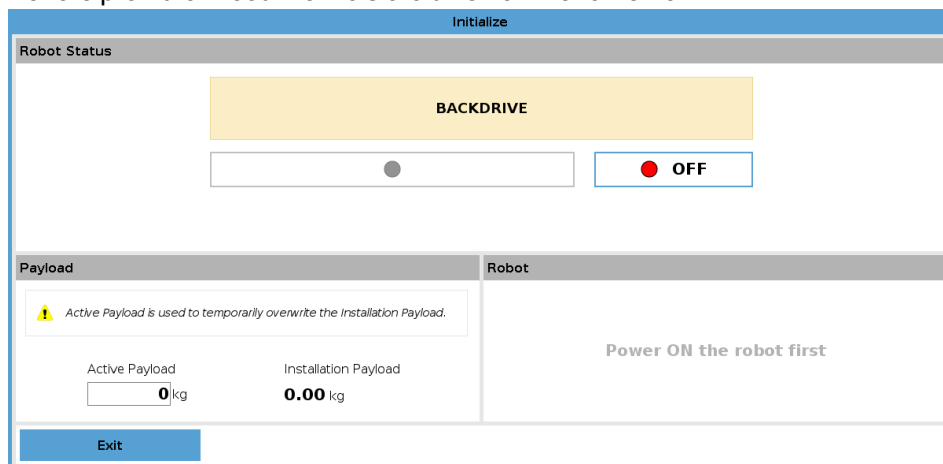 Initialize
Robot Status
BACKDRIVE
OFF
Payload
Robot
Active Payload is used to temporarily overwrite the Installation Payload.
Power ON the robot first
Active Payload
Installation Payload
0 kg
0.00 kg
Exit